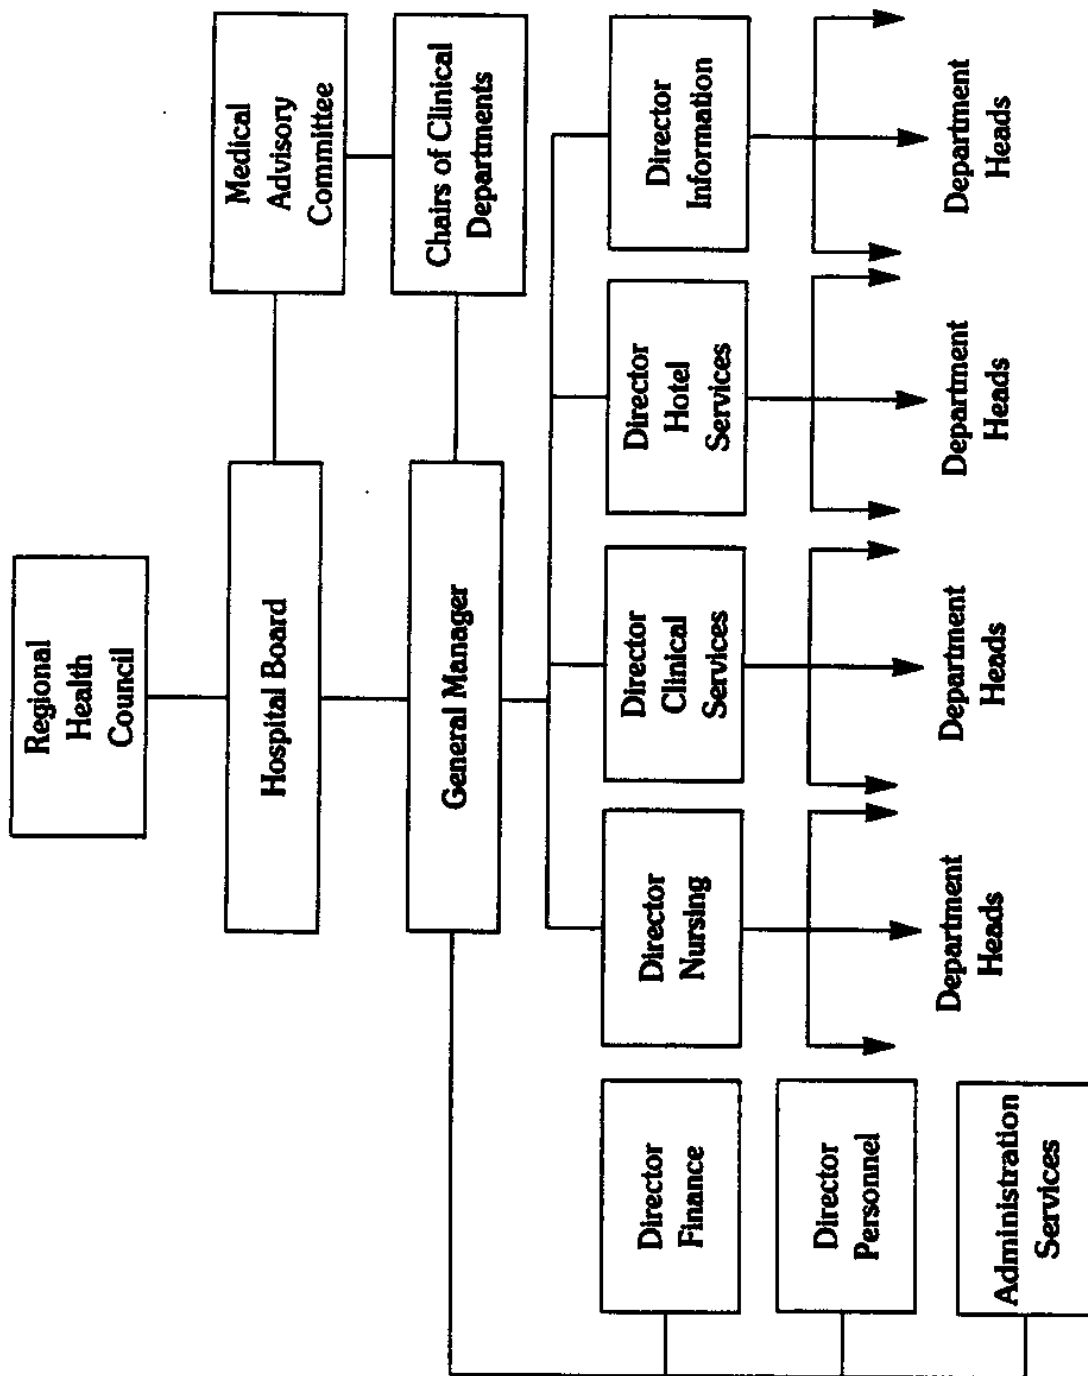 Regional
Health
Council
Hospital Board
Medical
Advisory
Committee
General Manager
Chairs of Clinical
Departments
Director
Finance
Director
Nursing
Director
Clinical
Services
Director
Hotel
Services
Director
Information
Director
Personnel
Administration
Services
Department
Heads
Department
Heads
Department
Heads
Department
Heads